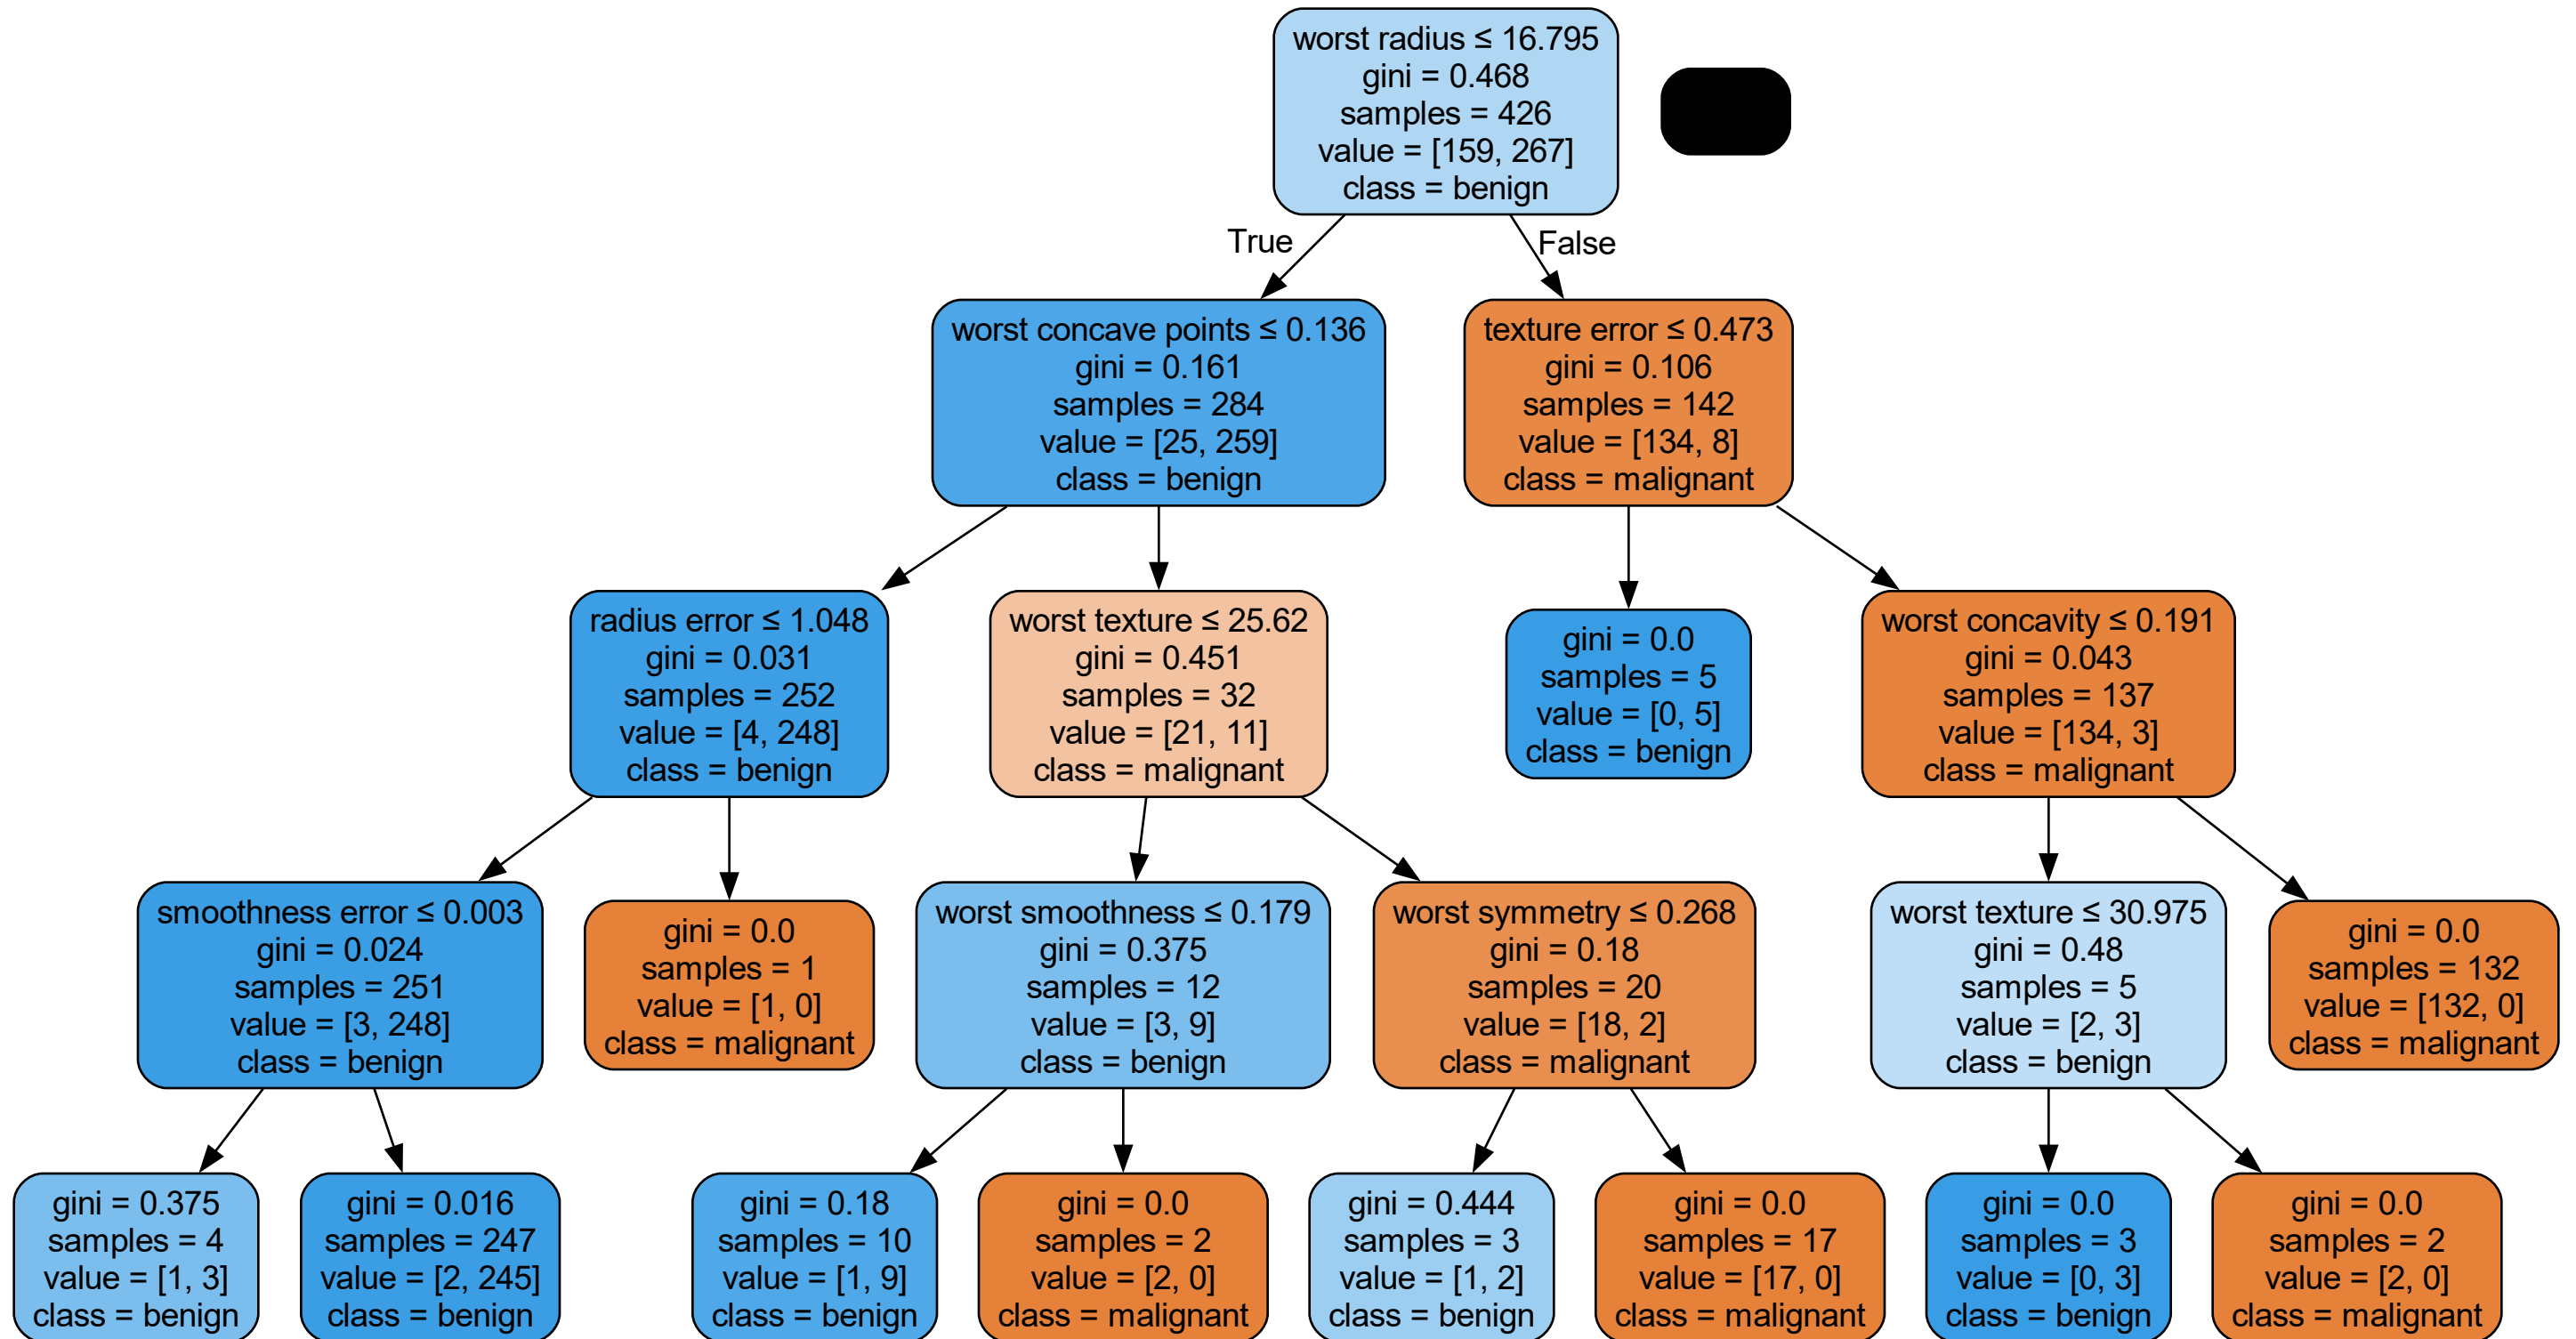 worst radius ≤ 16.795
gini = 0.468
samples = 426
value = [159, 267]
class = benign
True
False
worst concave points ≤ 0.136
gini = 0.161
samples = 284
value = [25, 259]
class = benign
texture error ≤ 0.473
gini = 0.106
samples = 142
value = [134, 8]
class = malignant
radius error ≤ 1.048
gini = 0.031
samples = 252
value = [4, 248]
class = benign
worst texture ≤ 25.62
gini = 0.451
samples = 32
value = [21, 11]
class = malignant
gini = 0.0
samples = 5
value = [0, 5]
class = benign
worst concavity ≤ 0.191
gini = 0.043
samples = 137
value = [134, 3]
class = malignant
smoothness error ≤ 0.003
gini = 0.024
samples = 251
value = [3, 248]
class = benign
gini = 0.0
samples = 1
value = [1, 0]
class = malignant
worst smoothness ≤ 0.179
gini = 0.375
samples = 12
value = [3, 9]
class = benign
worst symmetry ≤ 0.268
gini = 0.18
samples = 20
value = [18, 2]
class = malignant
worst texture ≤ 30.975
gini = 0.48
samples = 5
value = [2, 3]
class = benign
gini = 0.0
samples = 132
value = [132, 0]
class = malignant
gini = 0.375
samples = 4
value = [1, 3]
class = benign
gini = 0.016
samples = 247
value = [2, 245]
class = benign
gini = 0.18
samples = 10
value = [1, 9]
class = benign
gini = 0.0
samples = 2
value = [2, 0]
class = malignant
gini = 0.444
samples = 3
value = [1, 2]
class = benign
gini = 0.0
samples = 17
value = [17, 0]
class = malignant
gini = 0.0
samples = 3
value = [0, 3]
class = benign
gini = 0.0
samples = 2
value = [2, 0]
class = malignant